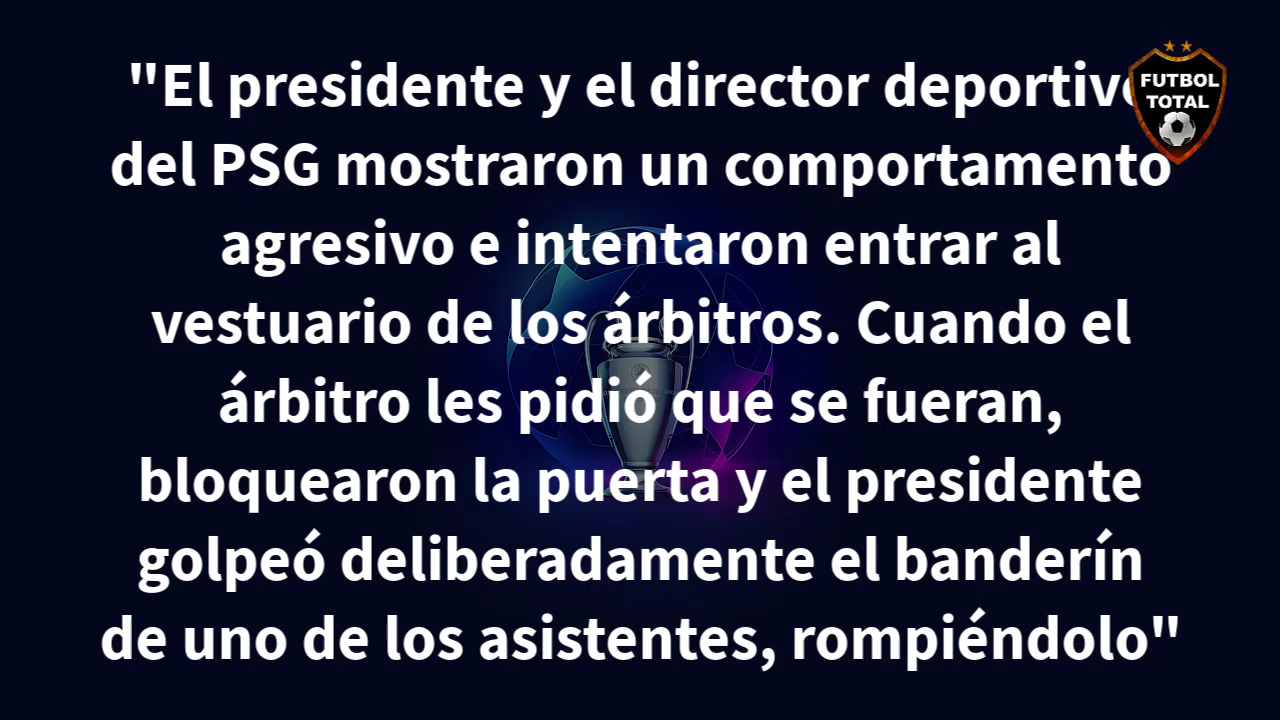 "El presidente y el director deportivo
del PSG mostraron un comportamento
agresivo e intentaron entrar al
vestuario de los árbitros. Cuando el
árbitro les pidió que se fueran,
bloquearon la puerta y el presidente
golpeó deliberadamente el banderín
de uno de los asistentes, rompiéndolo"
FUTBOL
TOTAL